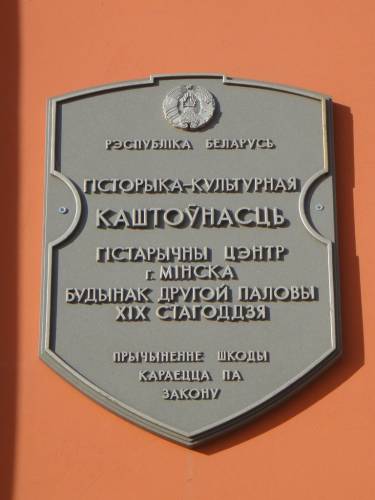 РЭСПУБЛІКА БЕЛАРУСЬ
ГІСТОРЫКА-КУЛЬТУРНАЯ
КАШТОЎНАСЦЬ
ГІСТАРЫЧНЫ ЦЭНТР
г. МІНСКА
БУДЫНАК ДРУГОЙ ПАЛОВЫ
XIX СТАГОДДЗЯ
ПРЫЧЫНЕННЕ ШКОДЫ
КАРАЕЦЦА ПА
ЗАКОНУ